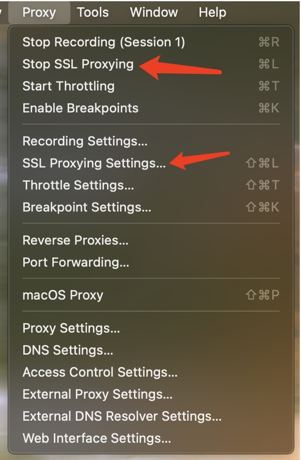 Proxy Tools Window Help
Stop Recording (Session 1) ⌘R
Stop SSL Proxying ⌘L
Start Throttling ⌘T
Enable Breakpoints ⌘K
Recording Settings...
SSL Proxying Settings... ⇧⌘L
Throttle Settings... ⇧⌘T
Breakpoint Settings... ⇧⌘K
Reverse Proxies...
Port Forwarding...
macOS Proxy ⇧⌘P
Proxy Settings...
DNS Settings...
Access Control Settings...
External Proxy Settings...
External DNS Resolver Settings...
Web Interface Settings...